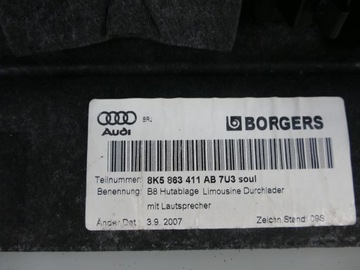 BRJ
Audi
BORGERS
Teilnummer: 8K5 863 411 AB 7U3 soul
Benennung: B8 Hutablage Limousine Durchlader
mit Lautsprecher
Änder.Dat.: 3.9. 2007 Zeichn.Stand: 09S